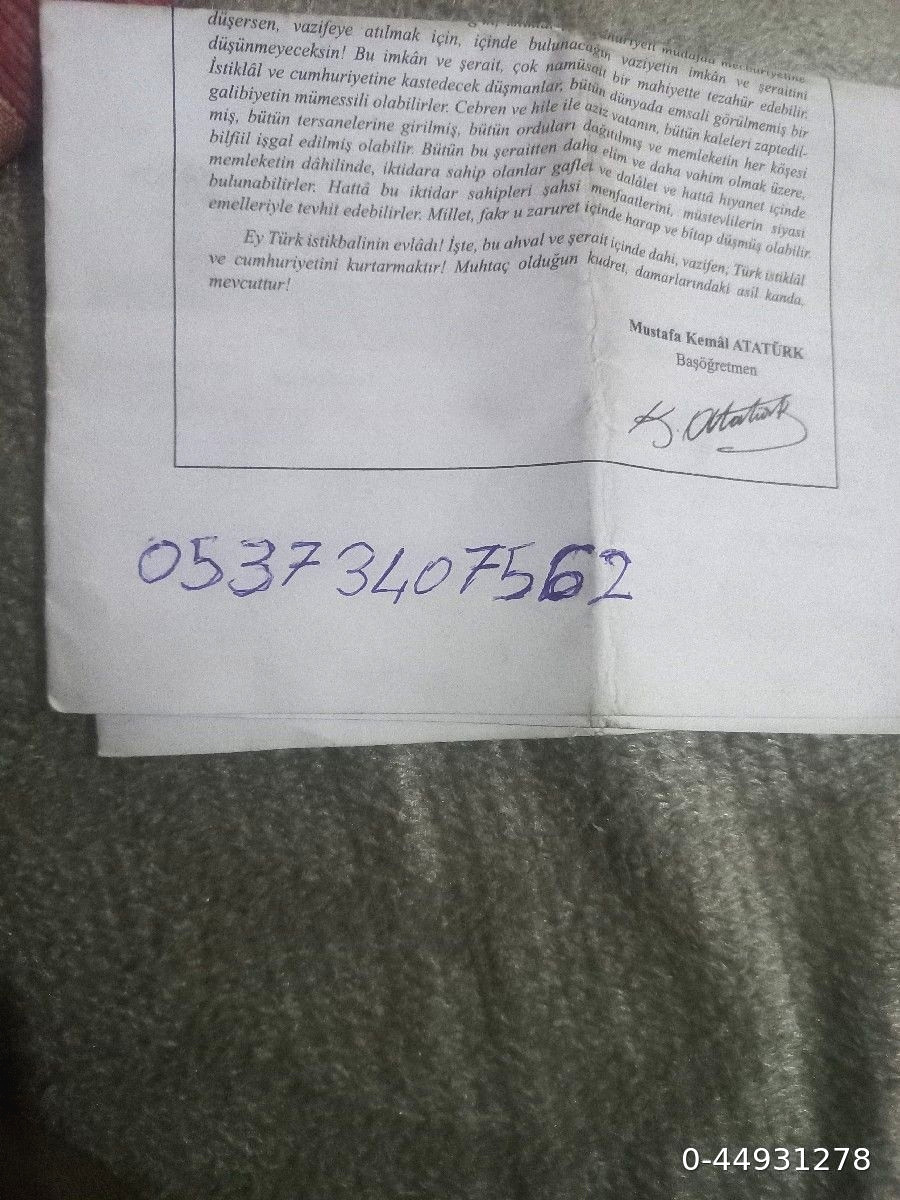 düşersen, vazifeye atılmak için, içinde bulunacağın vaziyetin imkân ve şeraitini
düşünmeyeceksin! Bu imkân ve şerait, çok namüsait bir mahiyette tezahür edebilir.
İstiklâl ve cumhuriyetine kastedecek düşmanlar, bütün dünyada emsali görülmemiş bir
galibiyetin mümessili olabilirler. Cebren ve hile ile aziz vatanın, bütün kaleleri zaptedil-
miş, bütün tersanelerine girilmiş, bütün orduları dağıtılmış ve memleketin her köşesi
bilfiil işgal edilmiş olabilir. Bütün bu şeraitten daha elim ve daha vahim olmak üzere,
memleketin dâhilinde, iktidara sahip olanlar gaflet ve dalâlet ve hattâ hıyanet içinde
bulunabilirler. Hattâ bu iktidar sahipleri şahsî menfaatlerini, müstevlilerin siyasi
emelleriyle tevhit edebilirler. Millet, fakr u zaruret içinde harap ve bîtap düşmüş olabilir.
Ey Türk istikbalinin evlâdı! İşte, bu ahval ve şerait içinde dahi, vazifen; Türk istiklâl
ve cumhuriyetini kurtarmaktır! Muhtaç olduğun kudret, damarlarındaki asil kanda,
mevcuttur!
Mustafa Kemâl ATATÜRK
Başöğretmen
K. Atatürk
05373407562
0-44931278